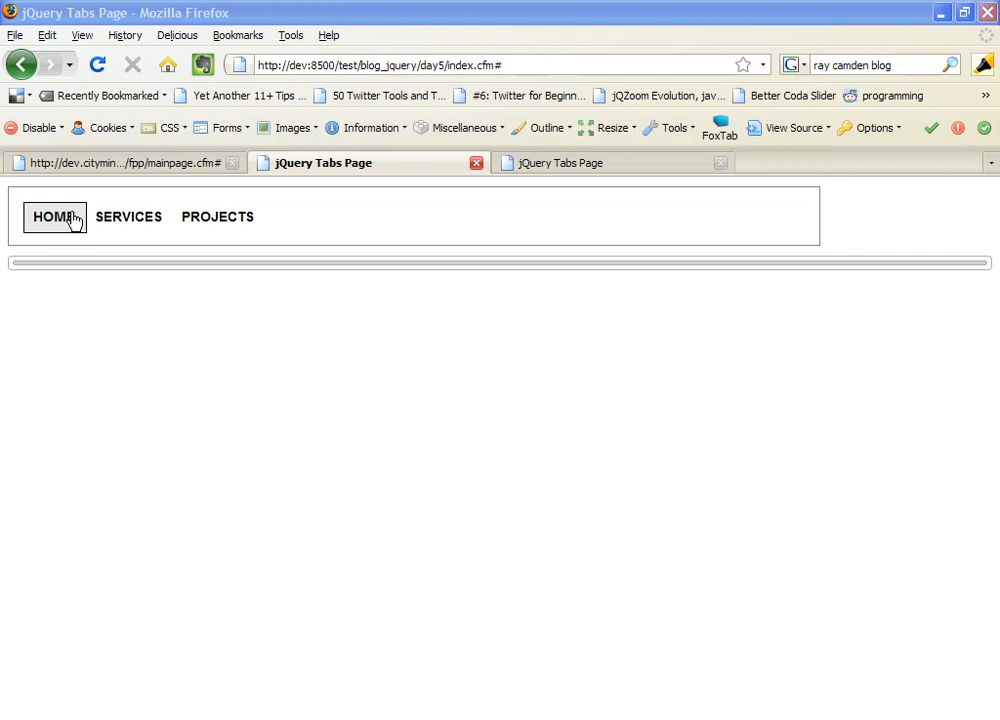 jQuery Tabs Page - Mozilla Firefox
File Edit View History Delicious Bookmarks Tools Help
http://dev:8500/test/blog_jquery/day5/index.cfm# G ray camden blog
Recently Bookmarked Yet Another 11+ Tips ... 50 Twitter Tools and T... #6: Twitter for Beginn... jQZoom Evolution, jav... Better Coda Slider programming »
Disable Cookies CSS Forms Images Information Miscellaneous Outline Resize Tools FoxTab View Source Options
http://dev.citymin.../fpp/mainpage.cfm# jQuery Tabs Page jQuery Tabs Page
HOME SERVICES PROJECTS